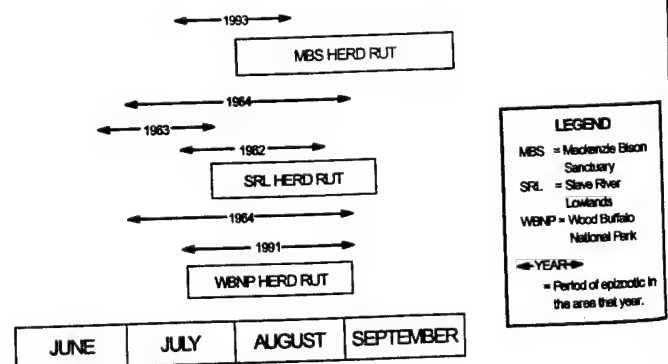 1993
MBS HERD RUT
1964
1963
1982
SRL HERD RUT
1964
1991
WBNP HERD RUT
JUNE JULY AUGUST SEPTEMBER
LEGEND
MBS = Mackenzie Bison
Sanctuary
SRL = Slave River
Lowlands
WBNP = Wood Buffalo
National Park
YEAR
= Period of epizootic in
the area that year.